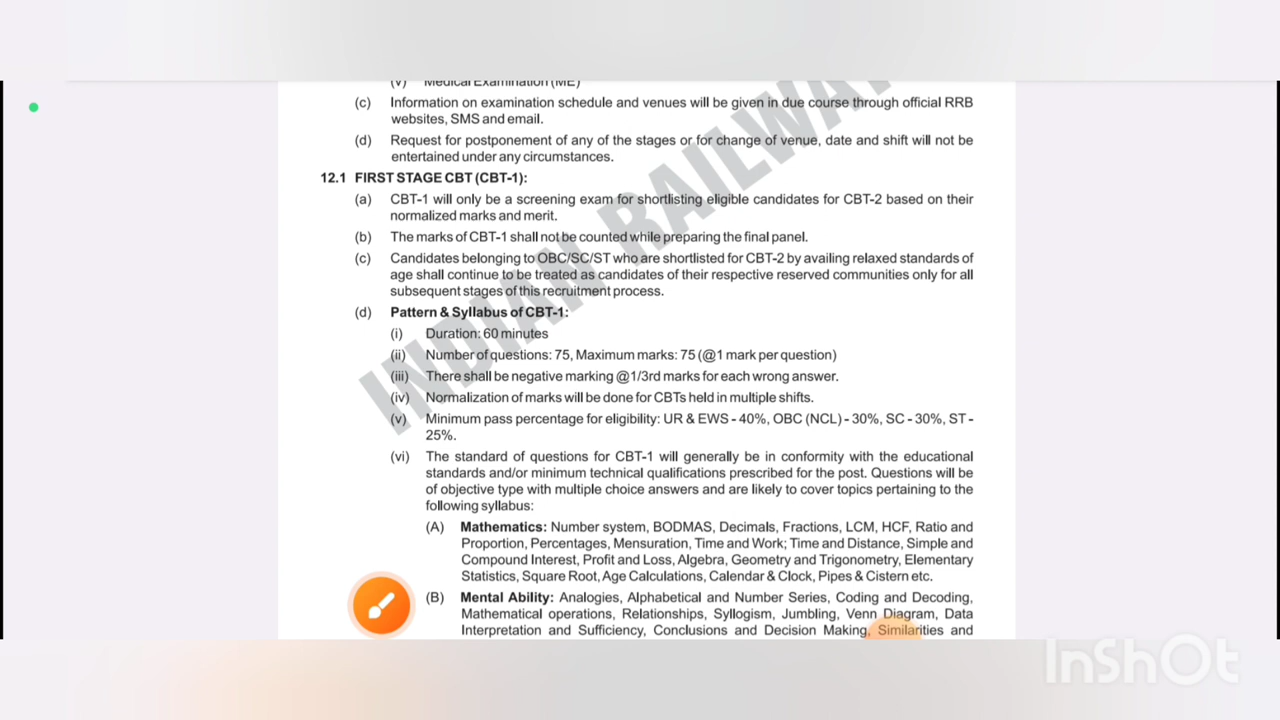 (v) Medical Examination (ME)
(c) Information on examination schedule and venues will be given in due course through official RRB
websites, SMS and email.
(d) Request for postponement of any of the stages or for change of venue, date and shift will not be
entertained under any circumstances.
12.1 FIRST STAGE CBT (CBT-1):
(a) CBT-1 will only be a screening exam for shortlisting eligible candidates for CBT-2 based on their
normalized marks and merit.
(b) The marks of CBT-1 shall not be counted while preparing the final panel.
(c) Candidates belonging to OBC/SC/ST who are shortlisted for CBT-2 by availing relaxed standards of
age shall continue to be treated as candidates of their respective reserved communities only for all
subsequent stages of this recruitment process.
(d) Pattern & Syllabus of CBT-1:
(i) Duration: 60 minutes
(ii) Number of questions: 75, Maximum marks: 75 (@1 mark per question)
(iii) There shall be negative marking @1/3rd marks for each wrong answer.
(iv) Normalization of marks will be done for CBTs held in multiple shifts.
(v) Minimum pass percentage for eligibility: UR & EWS - 40%, OBC (NCL) - 30%, SC - 30%, ST -
25%.
(vi) The standard of questions for CBT-1 will generally be in conformity with the educational
standards and/or minimum technical qualifications prescribed for the post. Questions will be
of objective type with multiple choice answers and are likely to cover topics pertaining to the
following syllabus:
(A) Mathematics: Number system, BODMAS, Decimals, Fractions, LCM, HCF, Ratio and
Proportion, Percentages, Mensuration, Time and Work; Time and Distance, Simple and
Compound Interest, Profit and Loss, Algebra, Geometry and Trigonometry, Elementary
Statistics, Square Root, Age Calculations, Calendar & Clock, Pipes & Cistern etc.
(B) Mental Ability: Analogies, Alphabetical and Number Series, Coding and Decoding,
Mathematical operations, Relationships, Syllogism, Jumbling, Venn Diagram, Data
Interpretation and Sufficiency, Conclusions and Decision Making, Similarities and
INDIAN RAILWAY
InShOt